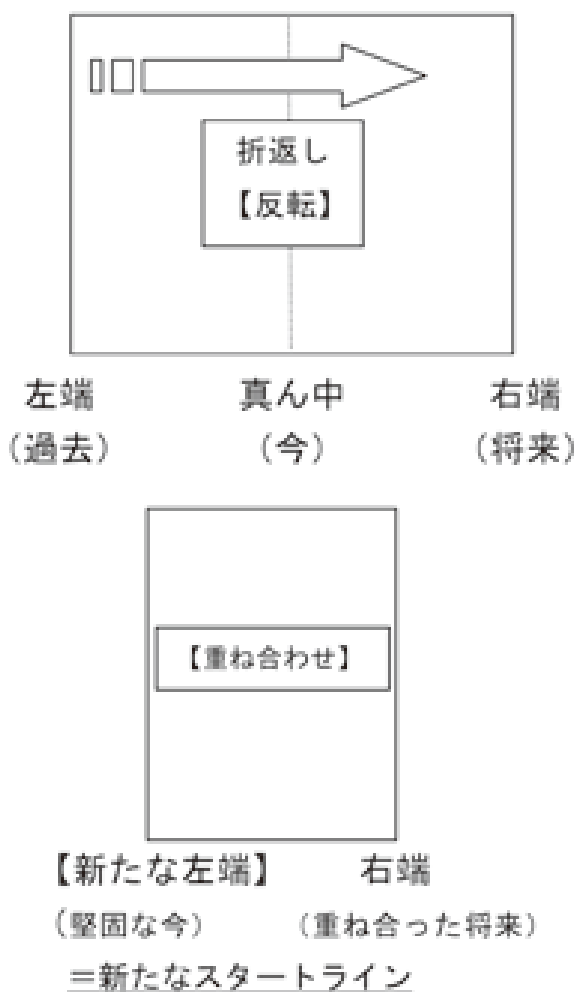 折返し
【反転】
左端 真ん中 右端
（過去） （今） （将来）
【重ね合わせ】
【新たな左端】 右端
（堅固な今） （重ね合った将来）
＝新たなスタートライン